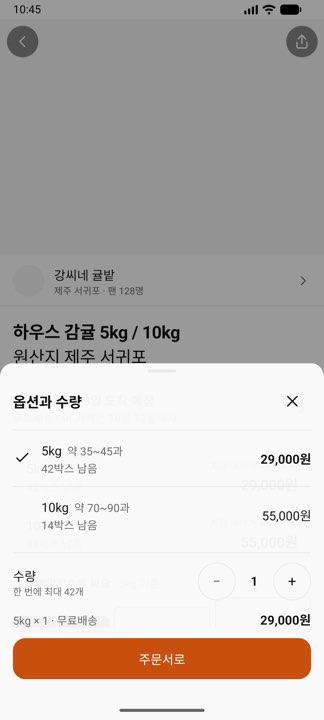 10:45
강씨네 귤밭
제주 서귀포 · 팬 128명
하우스 감귤 5kg / 10kg
원산지 제주 서귀포
옵션과 수량
5kg 약 35~45과
42박스 남음
29,000원
10kg 약 70~90과
14박스 남음
55,000원
수량
한 번에 최대 42개
− 1 +
5kg × 1 · 무료배송
29,000원
주문서로